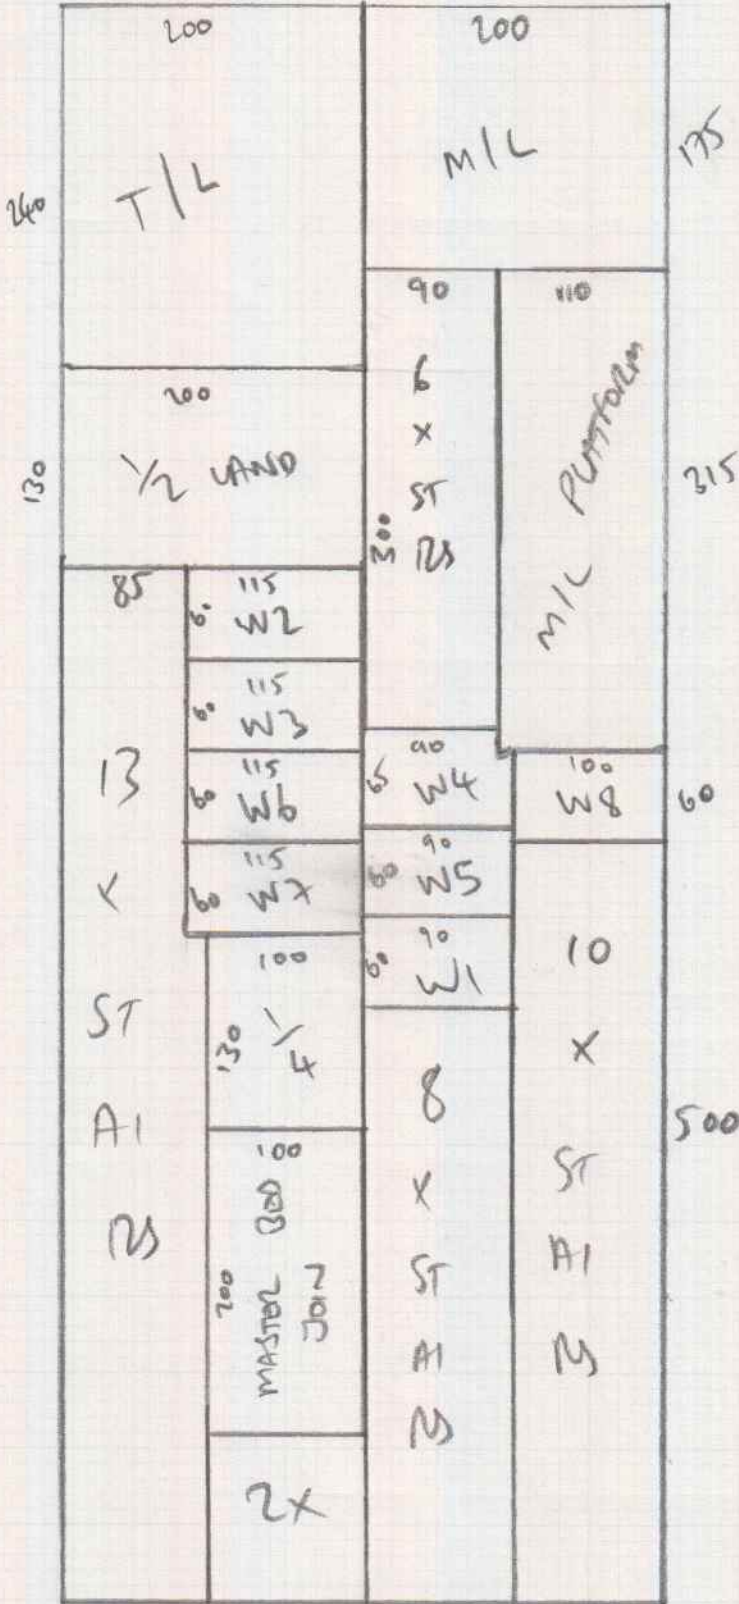 200
T/L
240
200
1/2 LAND
130
85
13
X
ST
AI
RS
115
60
W2
115
60
W3
115
60
W6
115
60
W7
100
130
1/4
100
200
MASTER BED
JOIN
2X
200
M/L
175
90
6
X
ST
RS
300
110
M/L PLATFORM
315
90
65
W4
90
60
W5
90
60
W1
8
X
ST
AI
RS
100
W8
60
10
X
ST
AI
RS
500